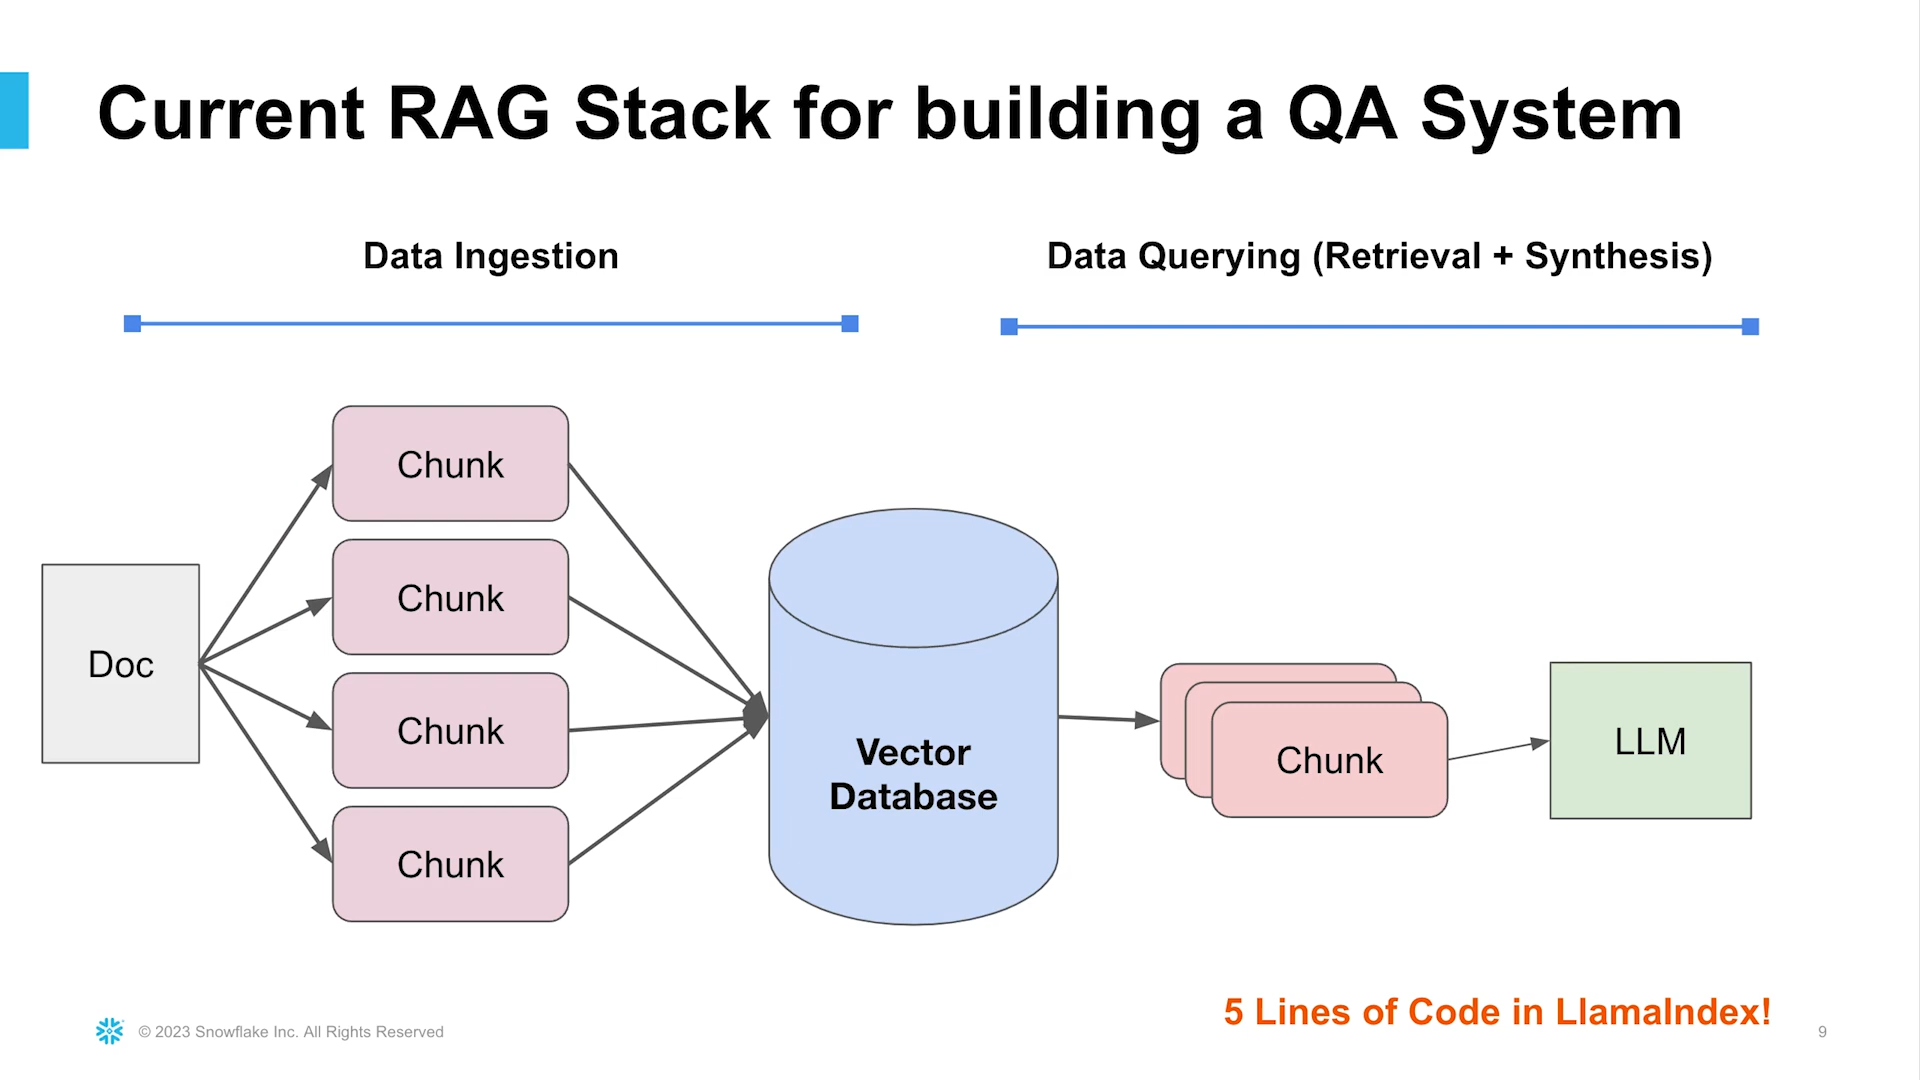 Current RAG Stack for building a QA System
Data Ingestion
Data Querying (Retrieval + Synthesis)
Doc
Chunk
Chunk
Chunk
Chunk
Vector
Database
Chunk
LLM
5 Lines of Code in LlamaIndex!
© 2023 Snowflake Inc. All Rights Reserved
9